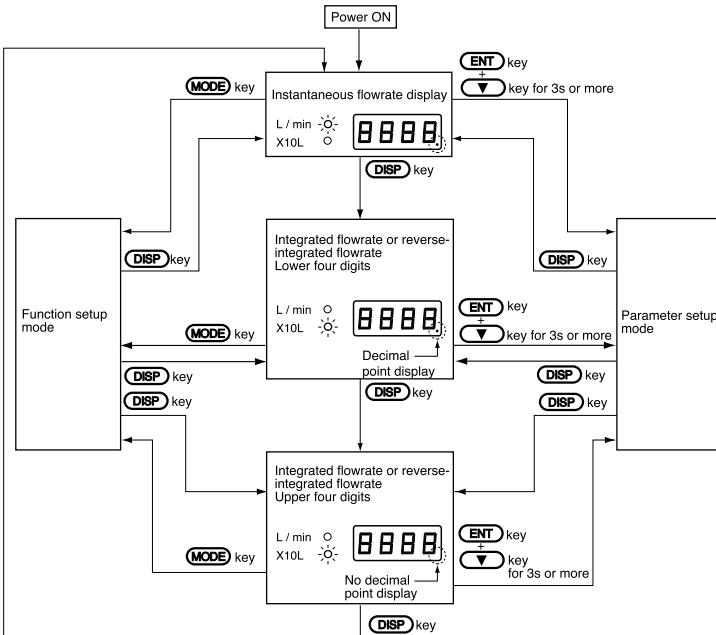 Power ON
MODE key
Instantaneous flowrate display
ENT key
+
▼ key for 3s or more
L / min
X10L
8888.
DISP key
DISP key
DISP key
Function setup
mode
Integrated flowrate or reverse-
integrated flowrate
Lower four digits
Parameter setup
mode
L / min
X10L
8888.
MODE key
ENT key
+
▼ key for 3s or more
Decimal
point display
DISP key
DISP key
DISP key
DISP key
DISP key
Integrated flowrate or reverse-
integrated flowrate
Upper four digits
L / min
X10L
8888
MODE key
ENT key
+
▼ key
for 3s or more
No decimal
point display
DISP key